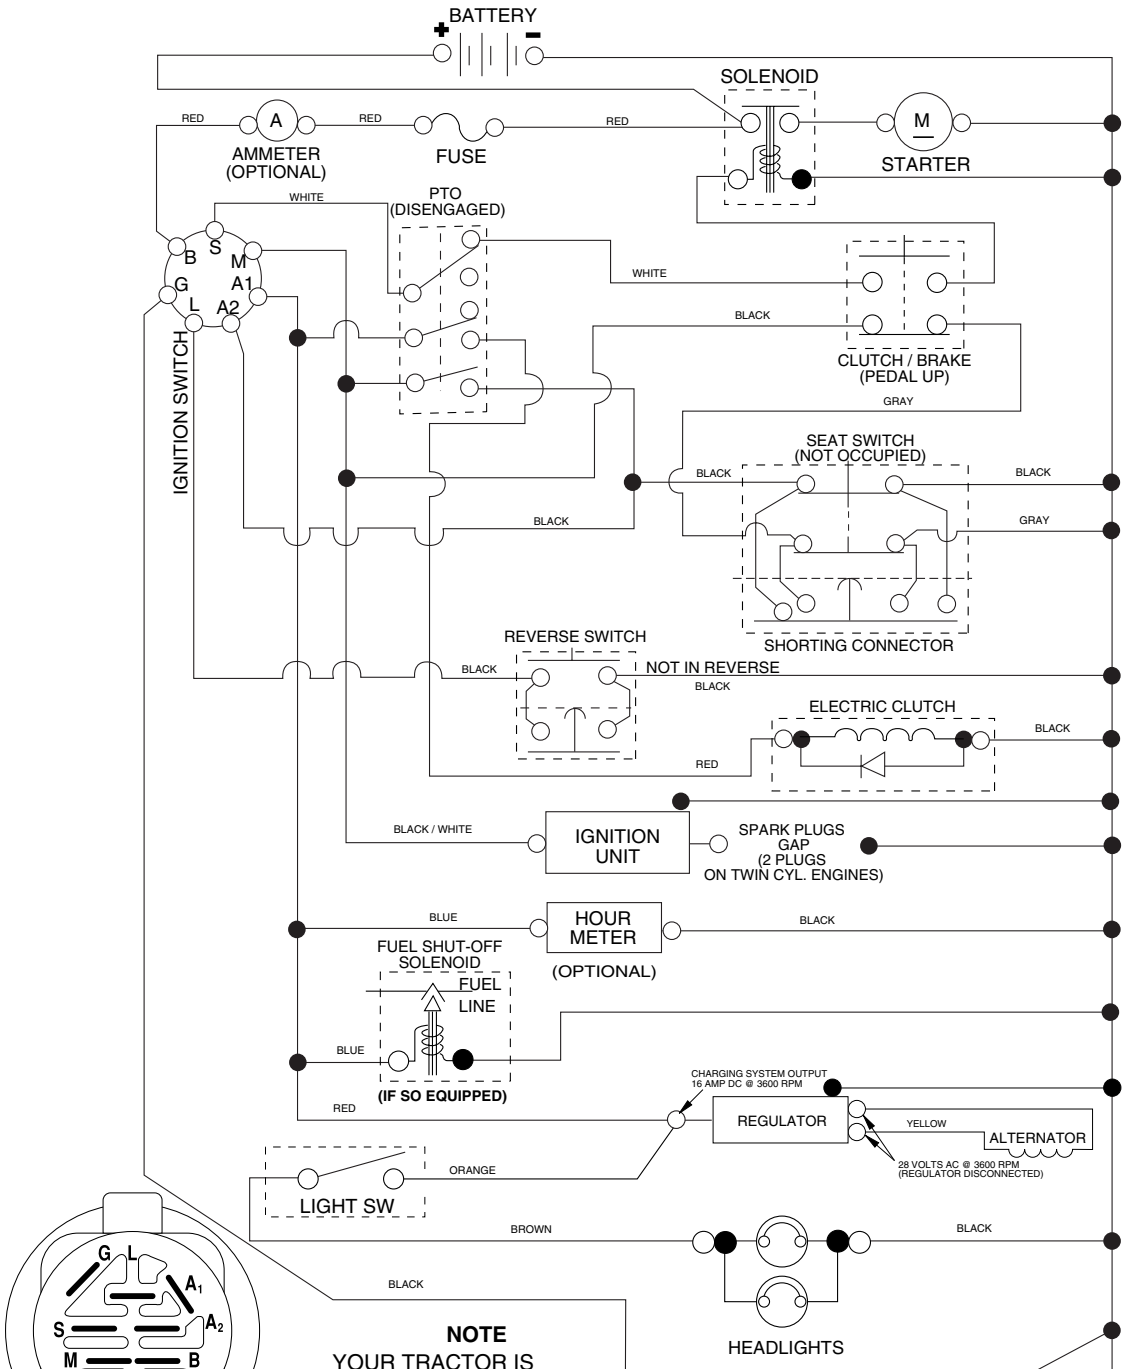 BATTERY
+ −
SOLENOID
RED
A
RED
RED
M
AMMETER
(OPTIONAL)
FUSE
STARTER
PTO
(DISENGAGED)
WHITE
S
B
M
G
A1
L
A2
IGNITION SWITCH
WHITE
BLACK
CLUTCH / BRAKE
(PEDAL UP)
GRAY
SEAT SWITCH
(NOT OCCUPIED)
BLACK
BLACK
BLACK
GRAY
SHORTING CONNECTOR
REVERSE SWITCH
BLACK
NOT IN REVERSE
BLACK
ELECTRIC CLUTCH
BLACK
RED
BLACK / WHITE
IGNITION
UNIT
SPARK PLUGS
GAP
(2 PLUGS
ON TWIN CYL. ENGINES)
BLUE
HOUR
METER
BLACK
(OPTIONAL)
FUEL SHUT-OFF
SOLENOID
FUEL
LINE
BLUE
(IF SO EQUIPPED)
CHARGING SYSTEM OUTPUT
16 AMP DC @ 3600 RPM
RED
REGULATOR
YELLOW
ALTERNATOR
28 VOLTS AC @ 3600 RPM
(REGULATOR DISCONNECTED)
ORANGE
LIGHT SW
BROWN
BLACK
HEADLIGHTS
BLACK
G L
A1
A2
S
M
B
NOTE
YOUR TRACTOR IS